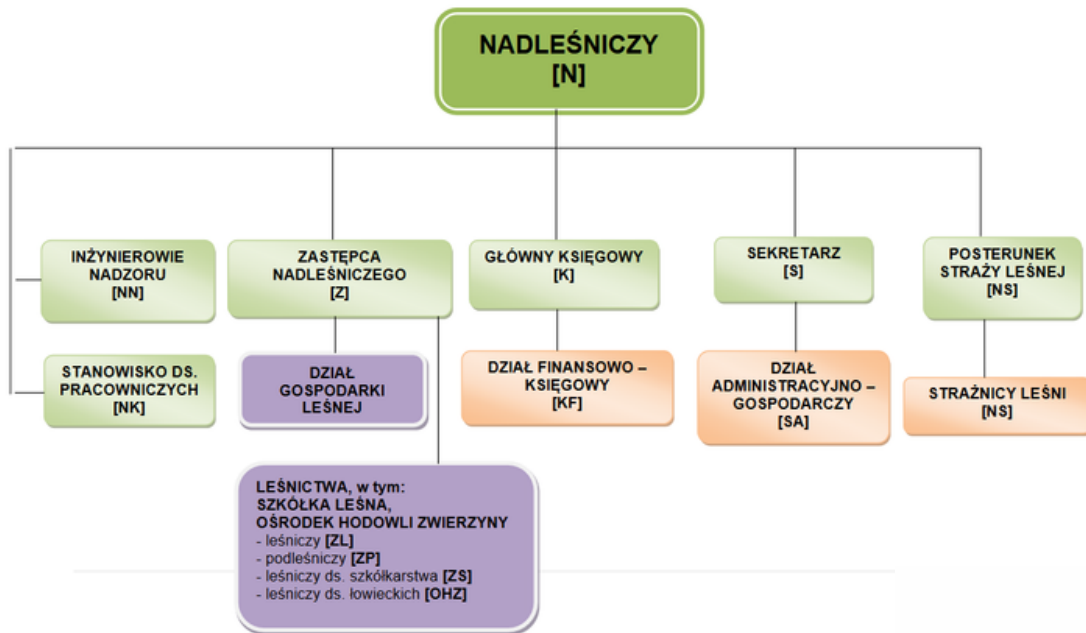 NADLEŚNICZY
[N]
INŻYNIEROWIE
NADZORU
[NN]
ZASTĘPCA
NADLEŚNICZEGO
[Z]
GŁÓWNY KSIĘGOWY
[K]
SEKRETARZ
[S]
POSTERUNEK
STRAŻY LEŚNEJ
[NS]
STANOWISKO DS.
PRACOWNICZYCH
[NK]
DZIAŁ
GOSPODARKI
LEŚNEJ
DZIAŁ FINANSOWO –
KSIĘGOWY
[KF]
DZIAŁ
ADMINISTRACYJNO –
GOSPODARCZY
[SA]
STRAŻNICY LEŚNI
[NS]
LEŚNICTWA, w tym:
SZKÓŁKA LEŚNA,
OŚRODEK HODOWLI ZWIERZYNY
- leśniczy [ZL]
- podleśniczy [ZP]
- leśniczy ds. szkółkarstwa [ZS]
- leśniczy ds. łowieckich [OHZ]